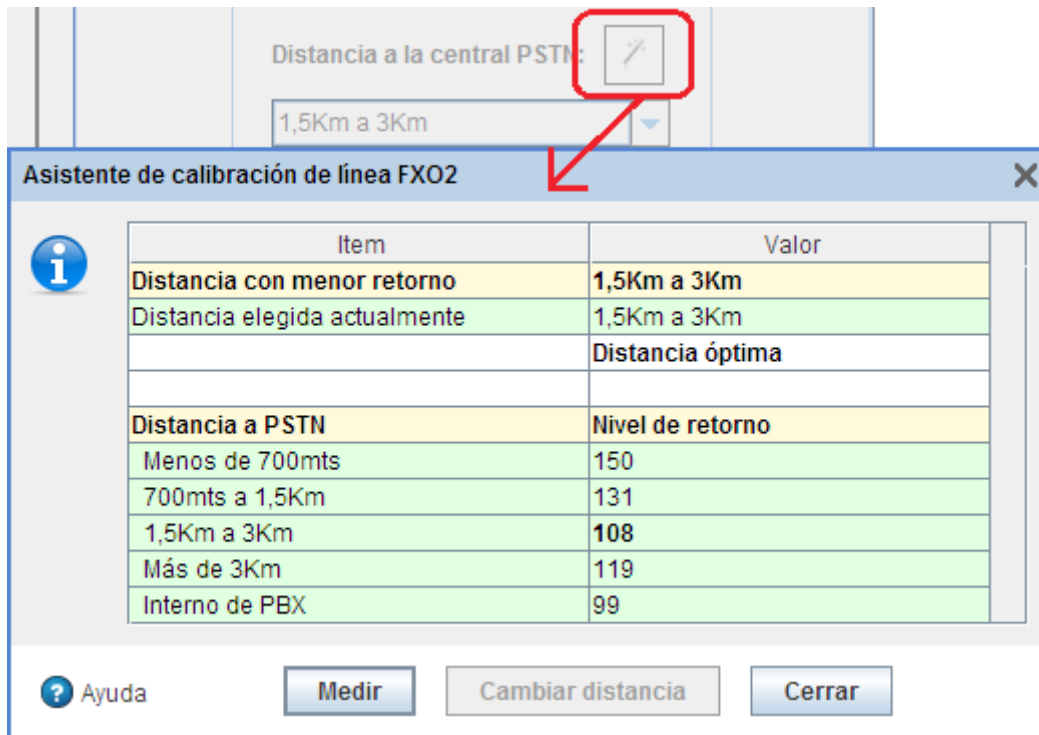 Distancia a la central PSTN:
1,5Km a 3Km
Asistente de calibración de línea FXO2
Item Valor
Distancia con menor retorno 1,5Km a 3Km
Distancia elegida actualmente 1,5Km a 3Km
Distancia óptima
Distancia a PSTN Nivel de retorno
Menos de 700mts 150
700mts a 1,5Km 131
1,5Km a 3Km 108
Más de 3Km 119
Interno de PBX 99
Ayuda Medir Cambiar distancia Cerrar